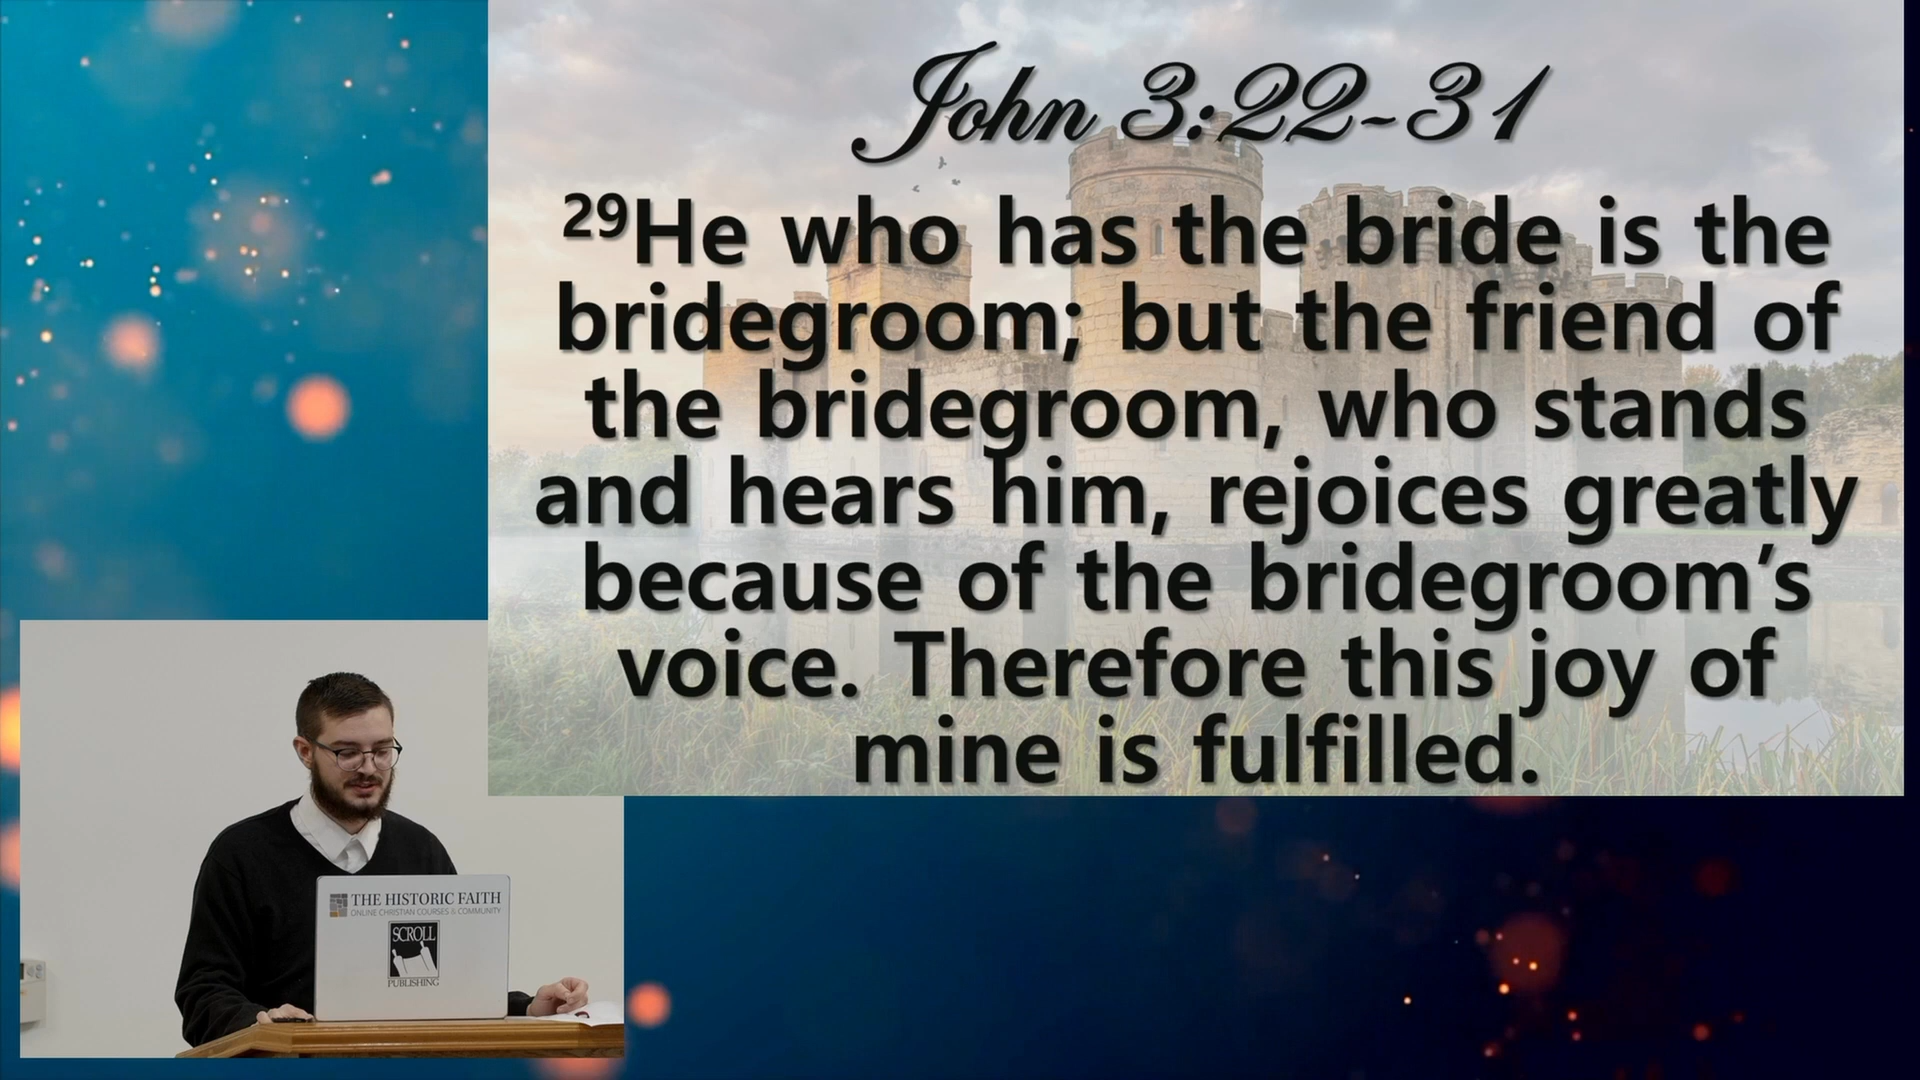 John 3:22-31
29He who has the bride is the
bridegroom; but the friend of
the bridegroom, who stands
and hears him, rejoices greatly
because of the bridegroom’s
voice. Therefore this joy of
mine is fulfilled.
THE HISTORIC FAITH
ONLINE CHRISTIAN COURSES & COMMUNITY
SCROLL
PUBLISHING